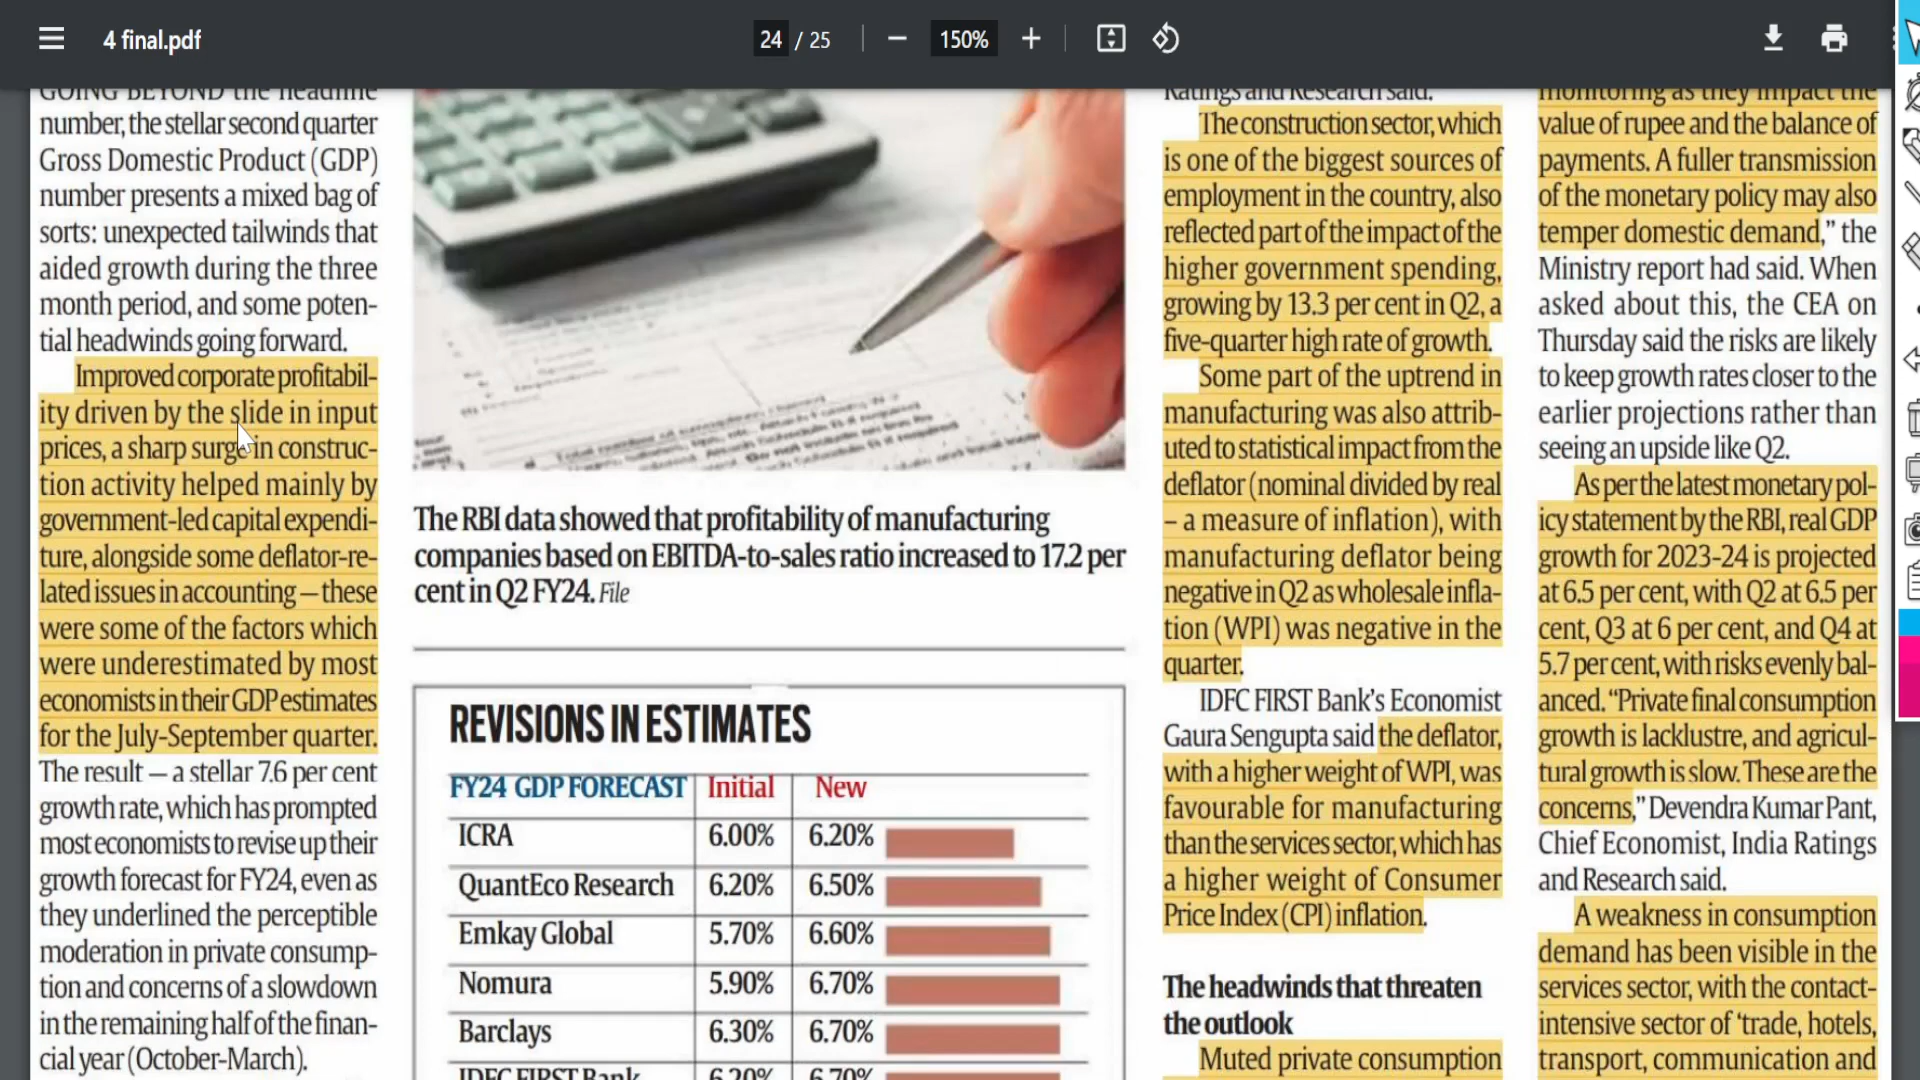 4 final.pdf
24 / 25
150%
GOING BEYOND the headline
number, the stellar second quarter
Gross Domestic Product (GDP)
number presents a mixed bag of
sorts: unexpected tailwinds that
aided growth during the three
month period, and some poten-
tial headwinds going forward.
Improved corporate profitabil-
ity driven by the slide in input
prices, a sharp surge in construc-
tion activity helped mainly by
government-led capital expendi-
ture, alongside some deflator-re-
lated issues in accounting — these
were some of the factors which
were underestimated by most
economists in their GDP estimates
for the July-September quarter.
The result — a stellar 7.6 per cent
growth rate, which has prompted
most economists to revise up their
growth forecast for FY24, even as
they underlined the perceptible
moderation in private consump-
tion and concerns of a slowdown
in the remaining half of the finan-
cial year (October-March).
The RBI data showed that profitability of manufacturing
companies based on EBITDA-to-sales ratio increased to 17.2 per
cent in Q2 FY24. File
REVISIONS IN ESTIMATES
FY24 GDP FORECAST Initial New
ICRA 6.00% 6.20%
QuantEco Research 6.20% 6.50%
Emkay Global 5.70% 6.60%
Nomura 5.90% 6.70%
Barclays 6.30% 6.70%
IDFC FIRST Bank 6.20% 6.70%
Ratings and Research said.
The construction sector, which
is one of the biggest sources of
employment in the country, also
reflected part of the impact of the
higher government spending,
growing by 13.3 per cent in Q2, a
five-quarter high rate of growth.
Some part of the uptrend in
manufacturing was also attrib-
uted to statistical impact from the
deflator (nominal divided by real
– a measure of inflation), with
manufacturing deflator being
negative in Q2 as wholesale infla-
tion (WPI) was negative in the
quarter.
IDFC FIRST Bank's Economist
Gaura Sengupta said the deflator,
with a higher weight of WPI, was
favourable for manufacturing
than the services sector, which has
a higher weight of Consumer
Price Index (CPI) inflation.
The headwinds that threaten
the outlook
Muted private consumption
monitoring as they impact the
value of rupee and the balance of
payments. A fuller transmission
of the monetary policy may also
temper domestic demand,” the
Ministry report had said. When
asked about this, the CEA on
Thursday said the risks are likely
to keep growth rates closer to the
earlier projections rather than
seeing an upside like Q2.
As per the latest monetary pol-
icy statement by the RBI, real GDP
growth for 2023-24 is projected
at 6.5 per cent, with Q2 at 6.5 per
cent, Q3 at 6 per cent, and Q4 at
5.7 per cent, with risks evenly bal-
anced. “Private final consumption
growth is lacklustre, and agricul-
tural growth is slow. These are the
concerns,” Devendra Kumar Pant,
Chief Economist, India Ratings
and Research said.
A weakness in consumption
demand has been visible in the
services sector, with the contact-
intensive sector of ‘trade, hotels,
transport, communication and